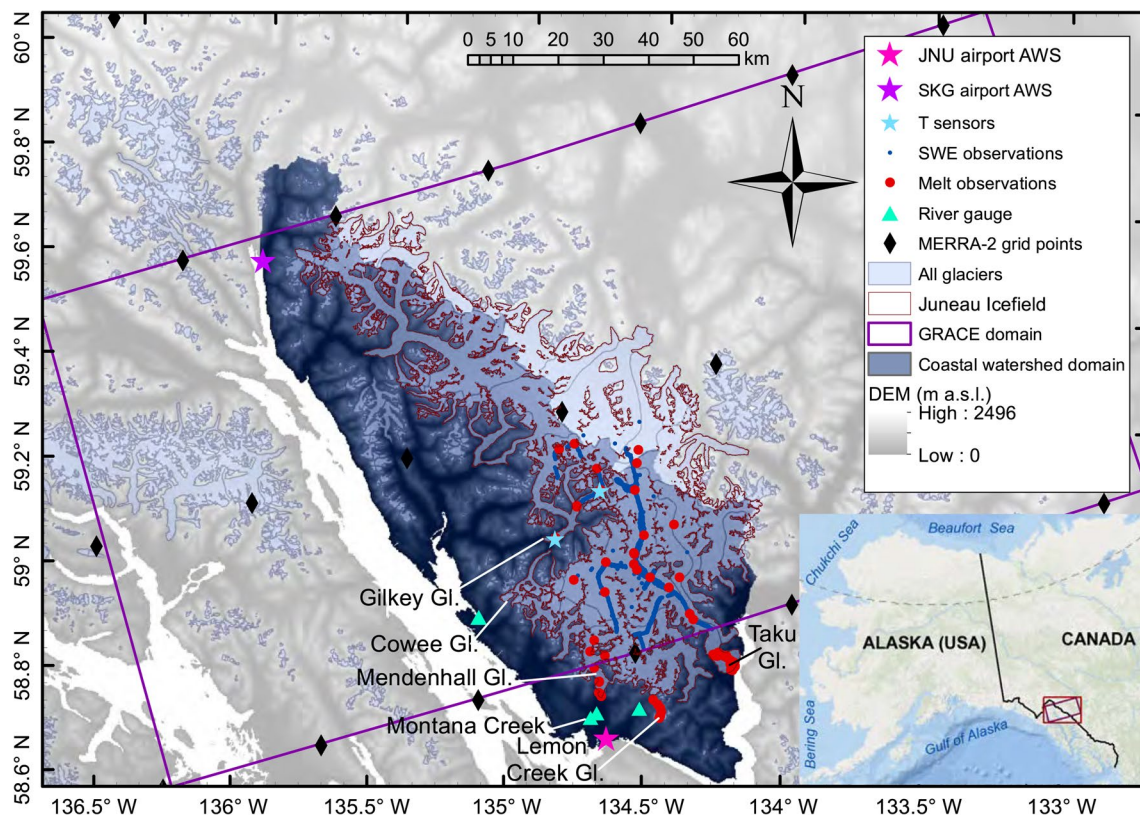 60° N
59.8° N
59.6° N
59.4° N
59.2° N
59° N
58.8° N
58.6° N
0 5 10 20 30 40 50 60
km
N
JNU airport AWS
SKG airport AWS
T sensors
SWE observations
Melt observations
River gauge
MERRA-2 grid points
All glaciers
Juneau Icefield
GRACE domain
Coastal watershed domain
DEM (m a.s.l.)
High : 2496
Low : 0
Gilkey Gl.
Cowee Gl.
Mendenhall Gl.
Montana Creek
Lemon
Creek Gl.
Taku
Gl.
Chukchi Sea
Beaufort Sea
ALASKA (USA)
CANADA
Bering Sea
Gulf of Alaska
136.5° W
136° W
135.5° W
135° W
134.5° W
134° W
133.5° W
133° W